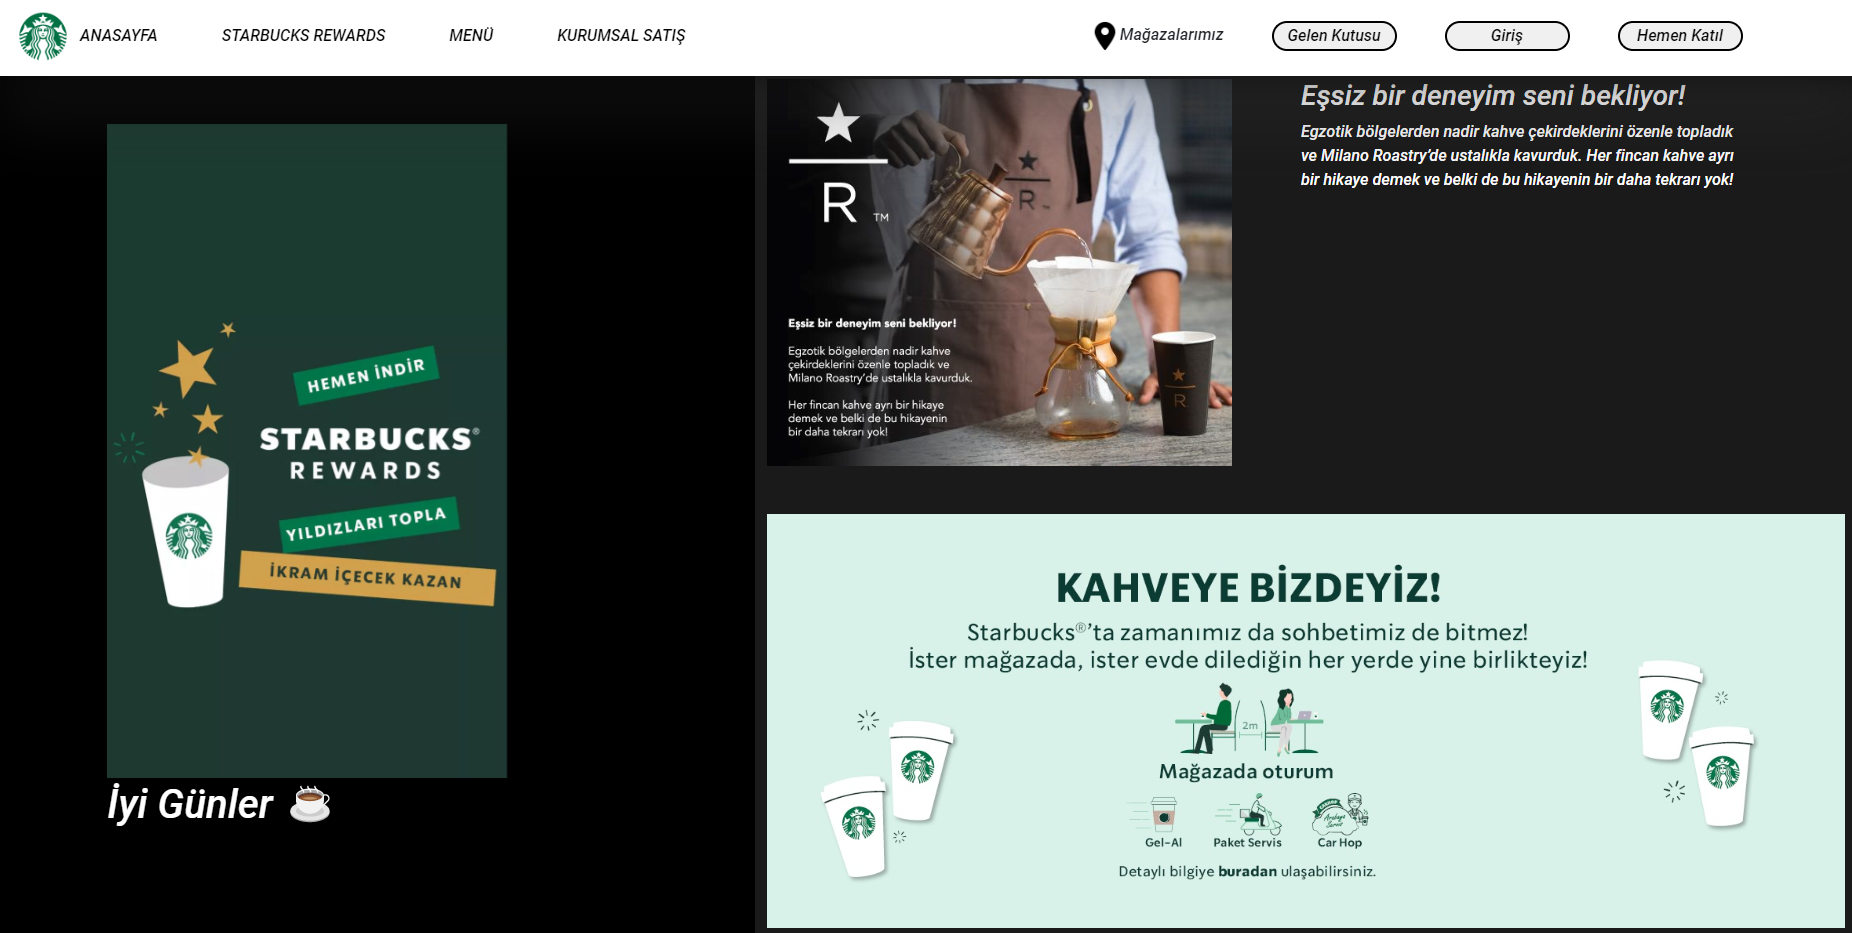 ANASAYFA
STARBUCKS REWARDS
MENÜ
KURUMSAL SATIŞ
Mağazalarımız
Gelen Kutusu
Giriş
Hemen Katıl
HEMEN İNDİR
STARBUCKS®
REWARDS
YILDIZLARI TOPLA
İKRAM İÇECEK KAZAN
İyi Günler
R TM
R
Eşsiz bir deneyim seni bekliyor!
Egzotik bölgelerden nadir kahve
çekirdeklerini özenle topladık ve
Milano Roastry'de ustalıkla kavurduk.
Her fincan kahve ayrı bir hikaye
demek ve belki de bu hikayenin
bir daha tekrarı yok!
R
Eşsiz bir deneyim seni bekliyor!
Egzotik bölgelerden nadir kahve çekirdeklerini özenle topladık
ve Milano Roastry'de ustalıkla kavurduk. Her fincan kahve ayrı
bir hikaye demek ve belki de bu hikayenin bir daha tekrarı yok!
KAHVEYE BİZDEYİZ!
Starbucks®'ta zamanımız da sohbetimiz de bitmez!
İster mağazada, ister evde dilediğin her yerde yine birlikteyiz!
2m
Mağazada oturum
Arabaya
Servis
Gel-Al
Paket Servis
Car Hop
Detaylı bilgiye buradan ulaşabilirsiniz.